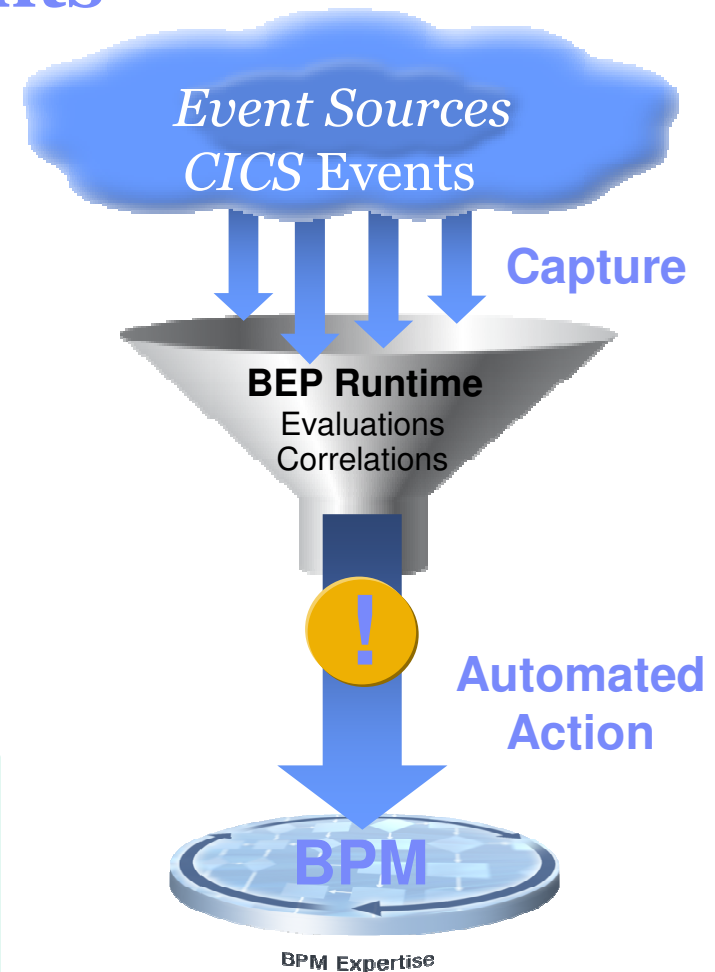 Event Sources
CICS Events
Capture
BEP Runtime
Evaluations
Correlations
!
Automated
Action
BPM
BPM Expertise